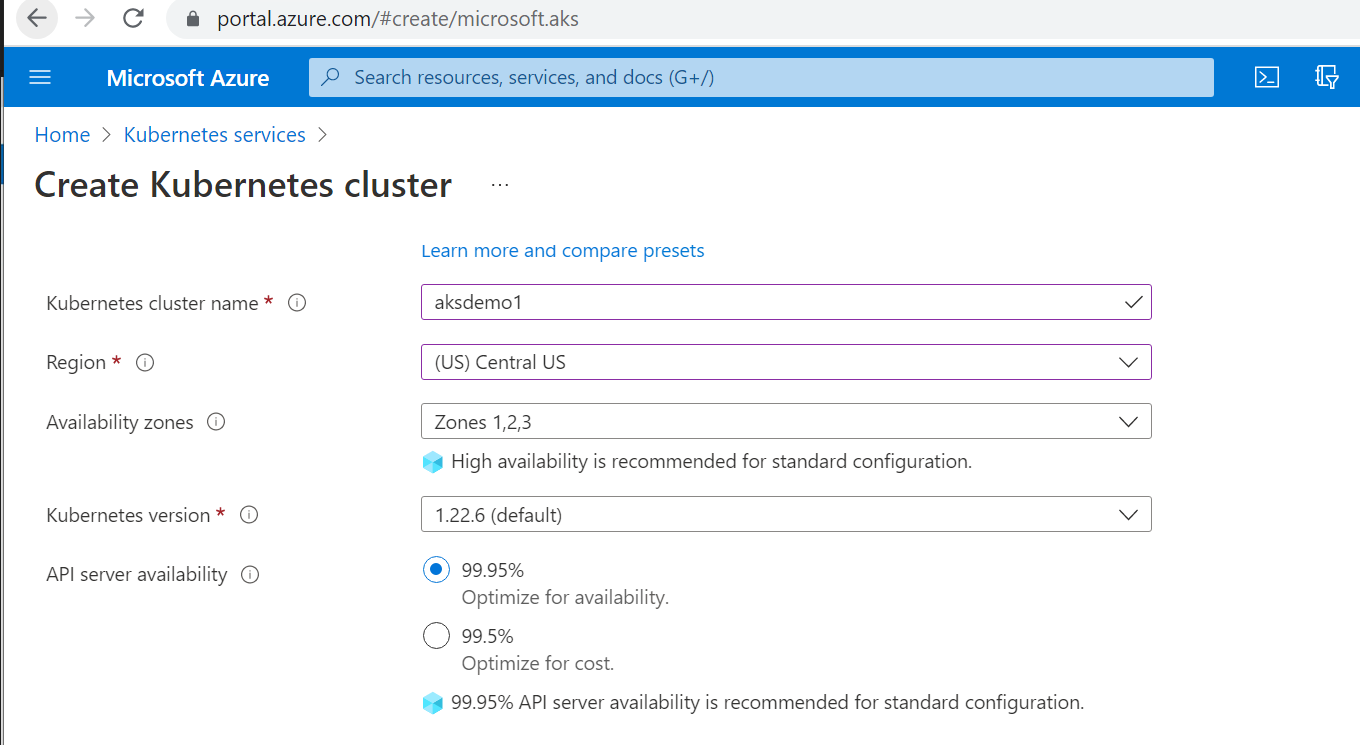 portal.azure.com/#create/microsoft.aks
Microsoft Azure
Search resources, services, and docs (G+/)
Home > Kubernetes services >
Create Kubernetes cluster ...
Learn more and compare presets
Kubernetes cluster name *
aksdemo1
Region *
(US) Central US
Availability zones
Zones 1,2,3
High availability is recommended for standard configuration.
Kubernetes version *
1.22.6 (default)
API server availability
99.95%
Optimize for availability.
99.5%
Optimize for cost.
99.95% API server availability is recommended for standard configuration.